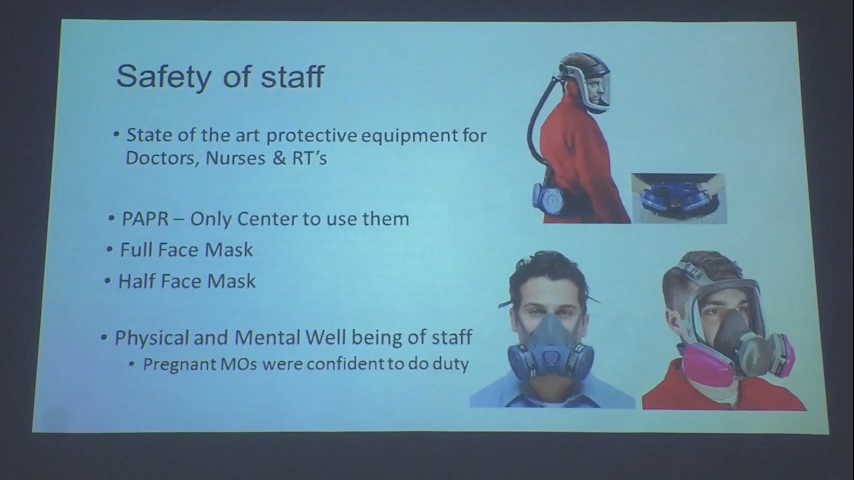 Safety of staff
• State of the art protective equipment for
Doctors, Nurses & RT's
• PAPR – Only Center to use them
• Full Face Mask
• Half Face Mask
• Physical and Mental Well being of staff
• Pregnant MOs were confident to do duty